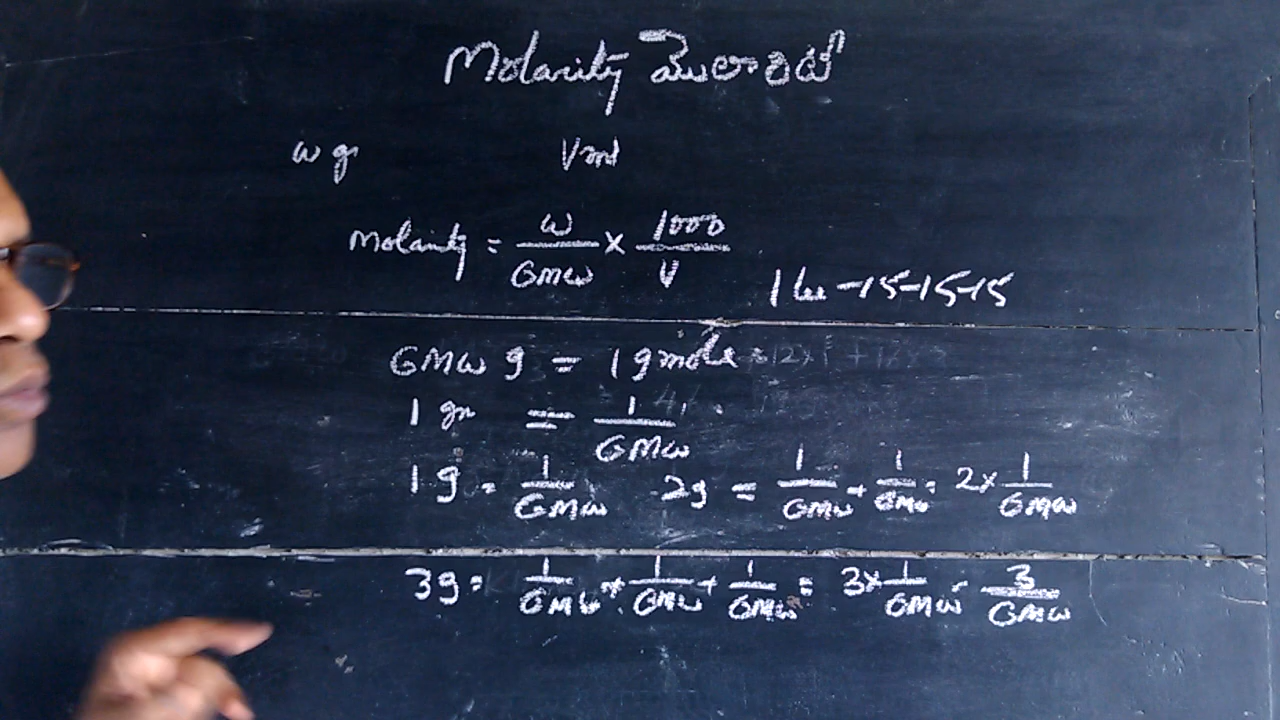 Molarity మొలారిటీ
w gr V ml
Molarity = w/GMW × 1000/V
1 లీ -15-15-15
GMW g = 1 g mole
1 gr = 1/GMW
1 g = 1/GMW 2g = 1/GMW + 1/GMW = 2×1/GMW
3g = 1/GMW + 1/GMW + 1/GMW = 3×1/GMW = 3/GMW